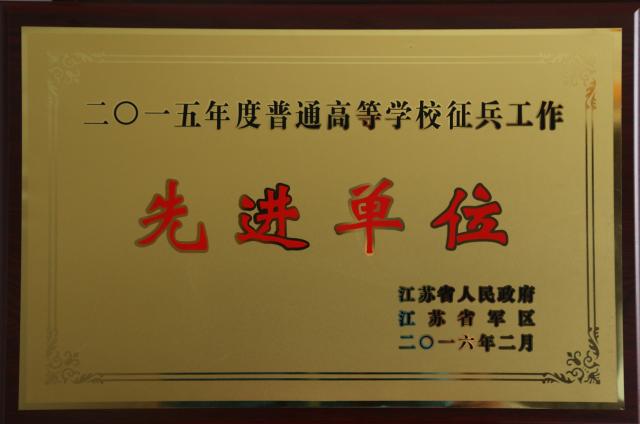 二〇一五年度普通高等学校征兵工作
先进单位
江苏省人民政府
江苏省军区
二〇一六年二月